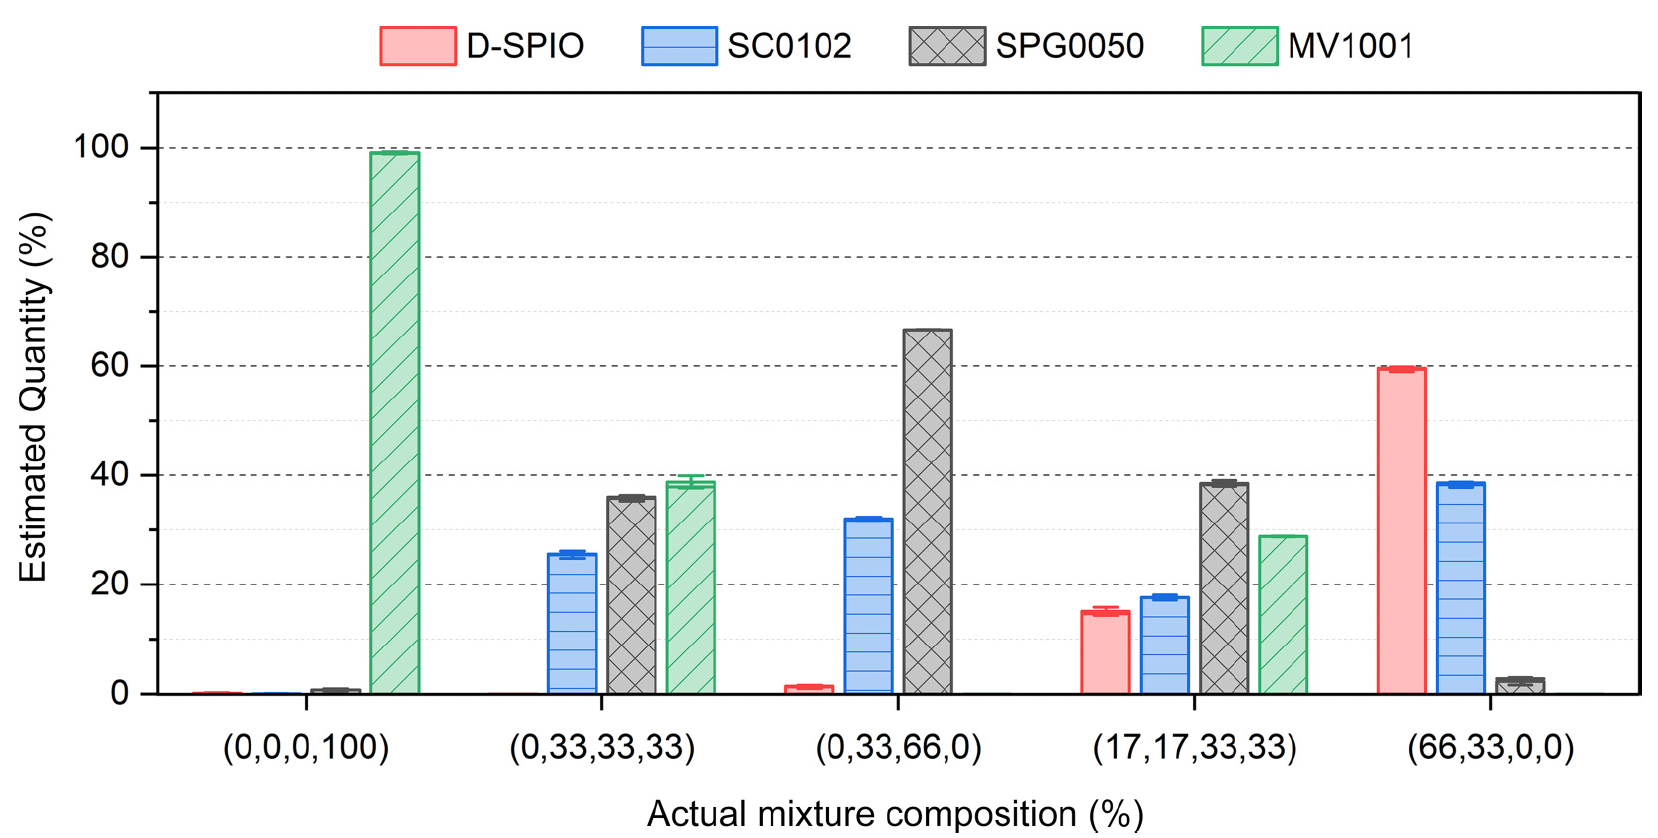 D-SPIO SC0102 SPG0050 MV1001
Estimated Quantity (%)
100
80
60
40
20
0
(0,0,0,100) (0,33,33,33) (0,33,66,0) (17,17,33,33) (66,33,0,0)
Actual mixture composition (%)